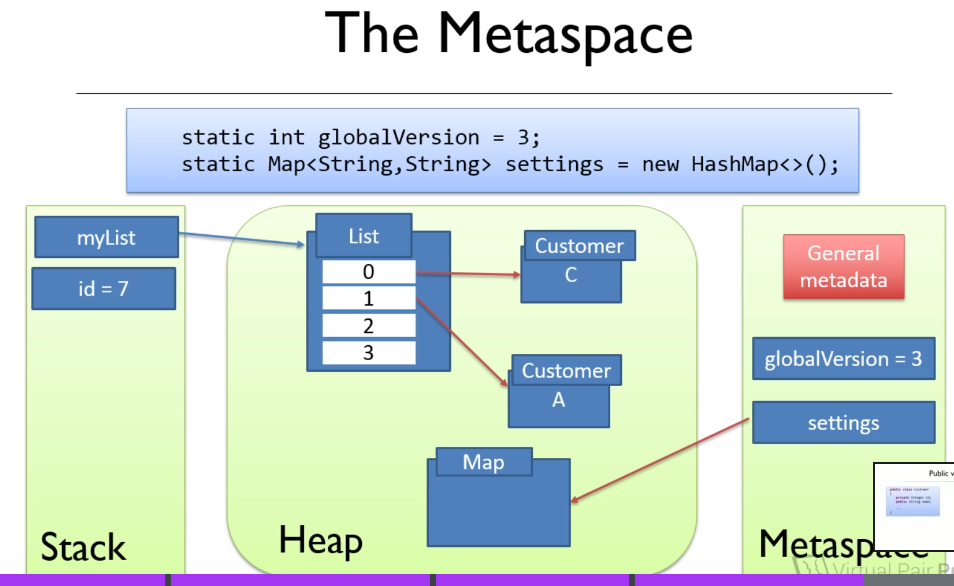 The Metaspace
static int globalVersion = 3;
static Map<String,String> settings = new HashMap<>();
myList
id = 7
Stack
List
0
1
2
3
Customer
C
Customer
A
Map
Heap
General
metadata
globalVersion = 3
settings
Metaspace
Public
public class Customer
{
private Integer id;
public String name;
Virtual Pair